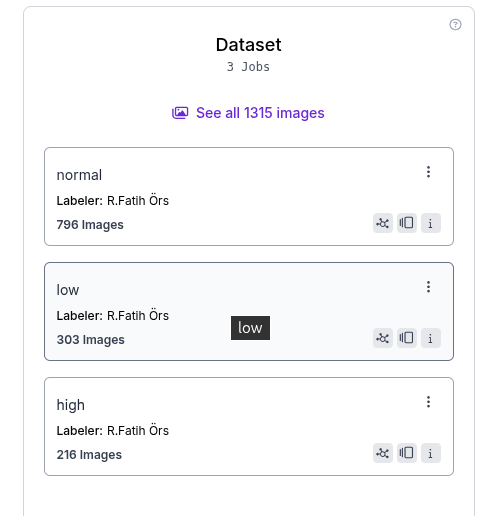 Dataset
3 Jobs
See all 1315 images
normal
Labeler: R.Fatih Örs
796 Images
low
Labeler: R.Fatih Örs
low
303 Images
high
Labeler: R.Fatih Örs
216 Images